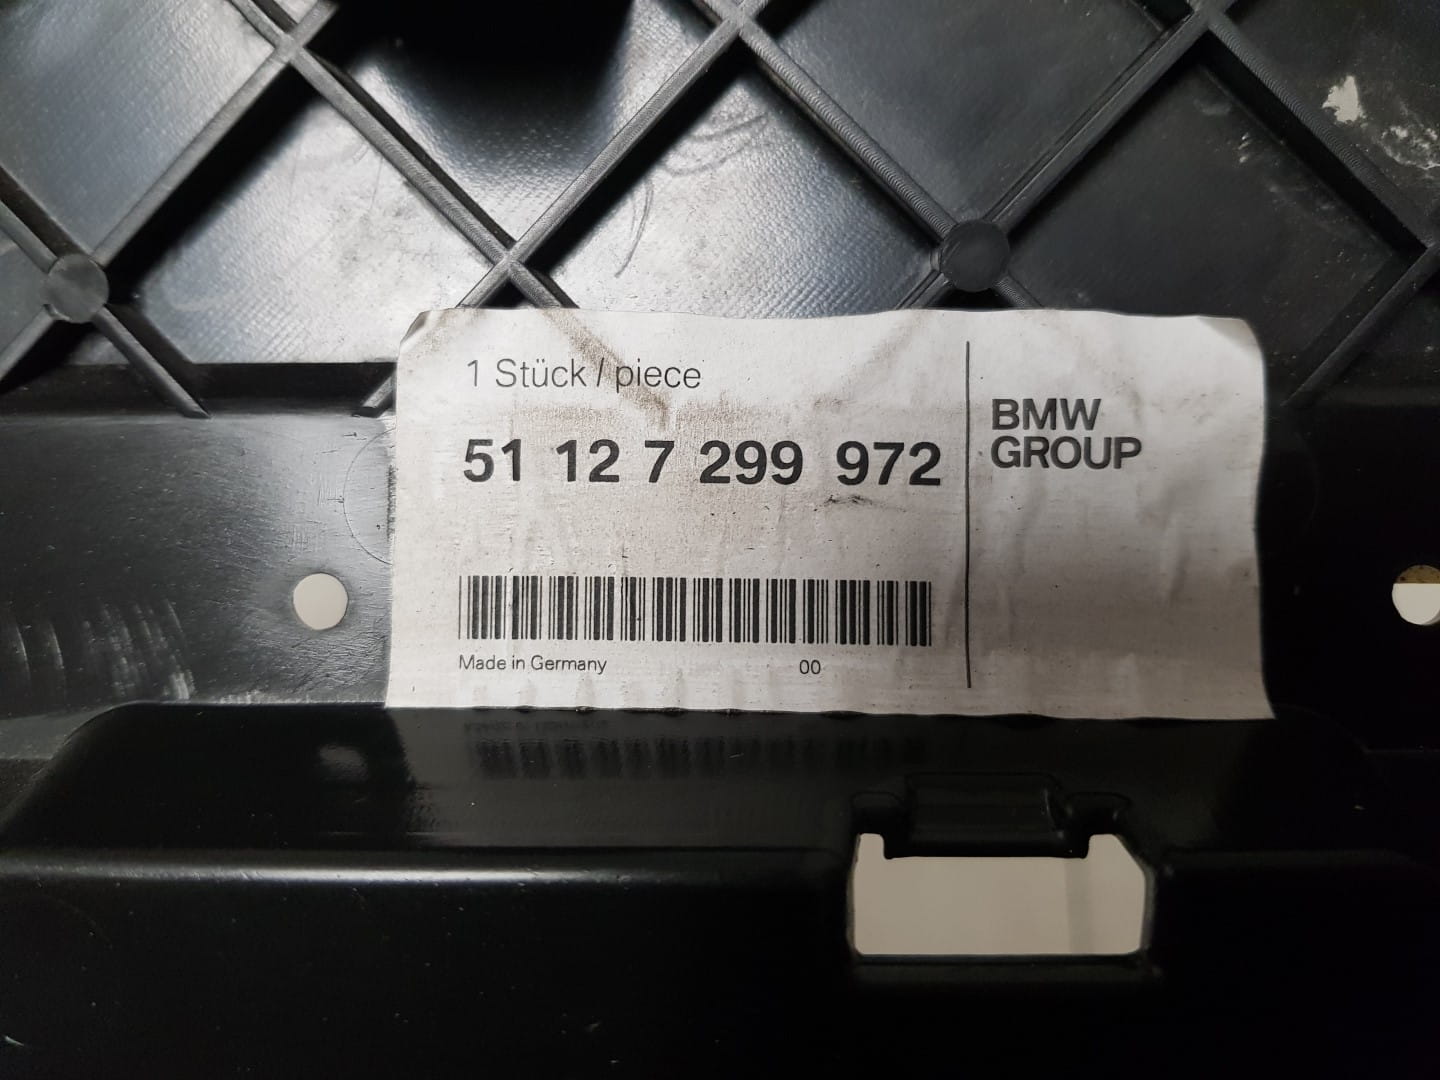 1 Stück / piece
51 12 7 299 972
BMW
GROUP
Made in Germany
00